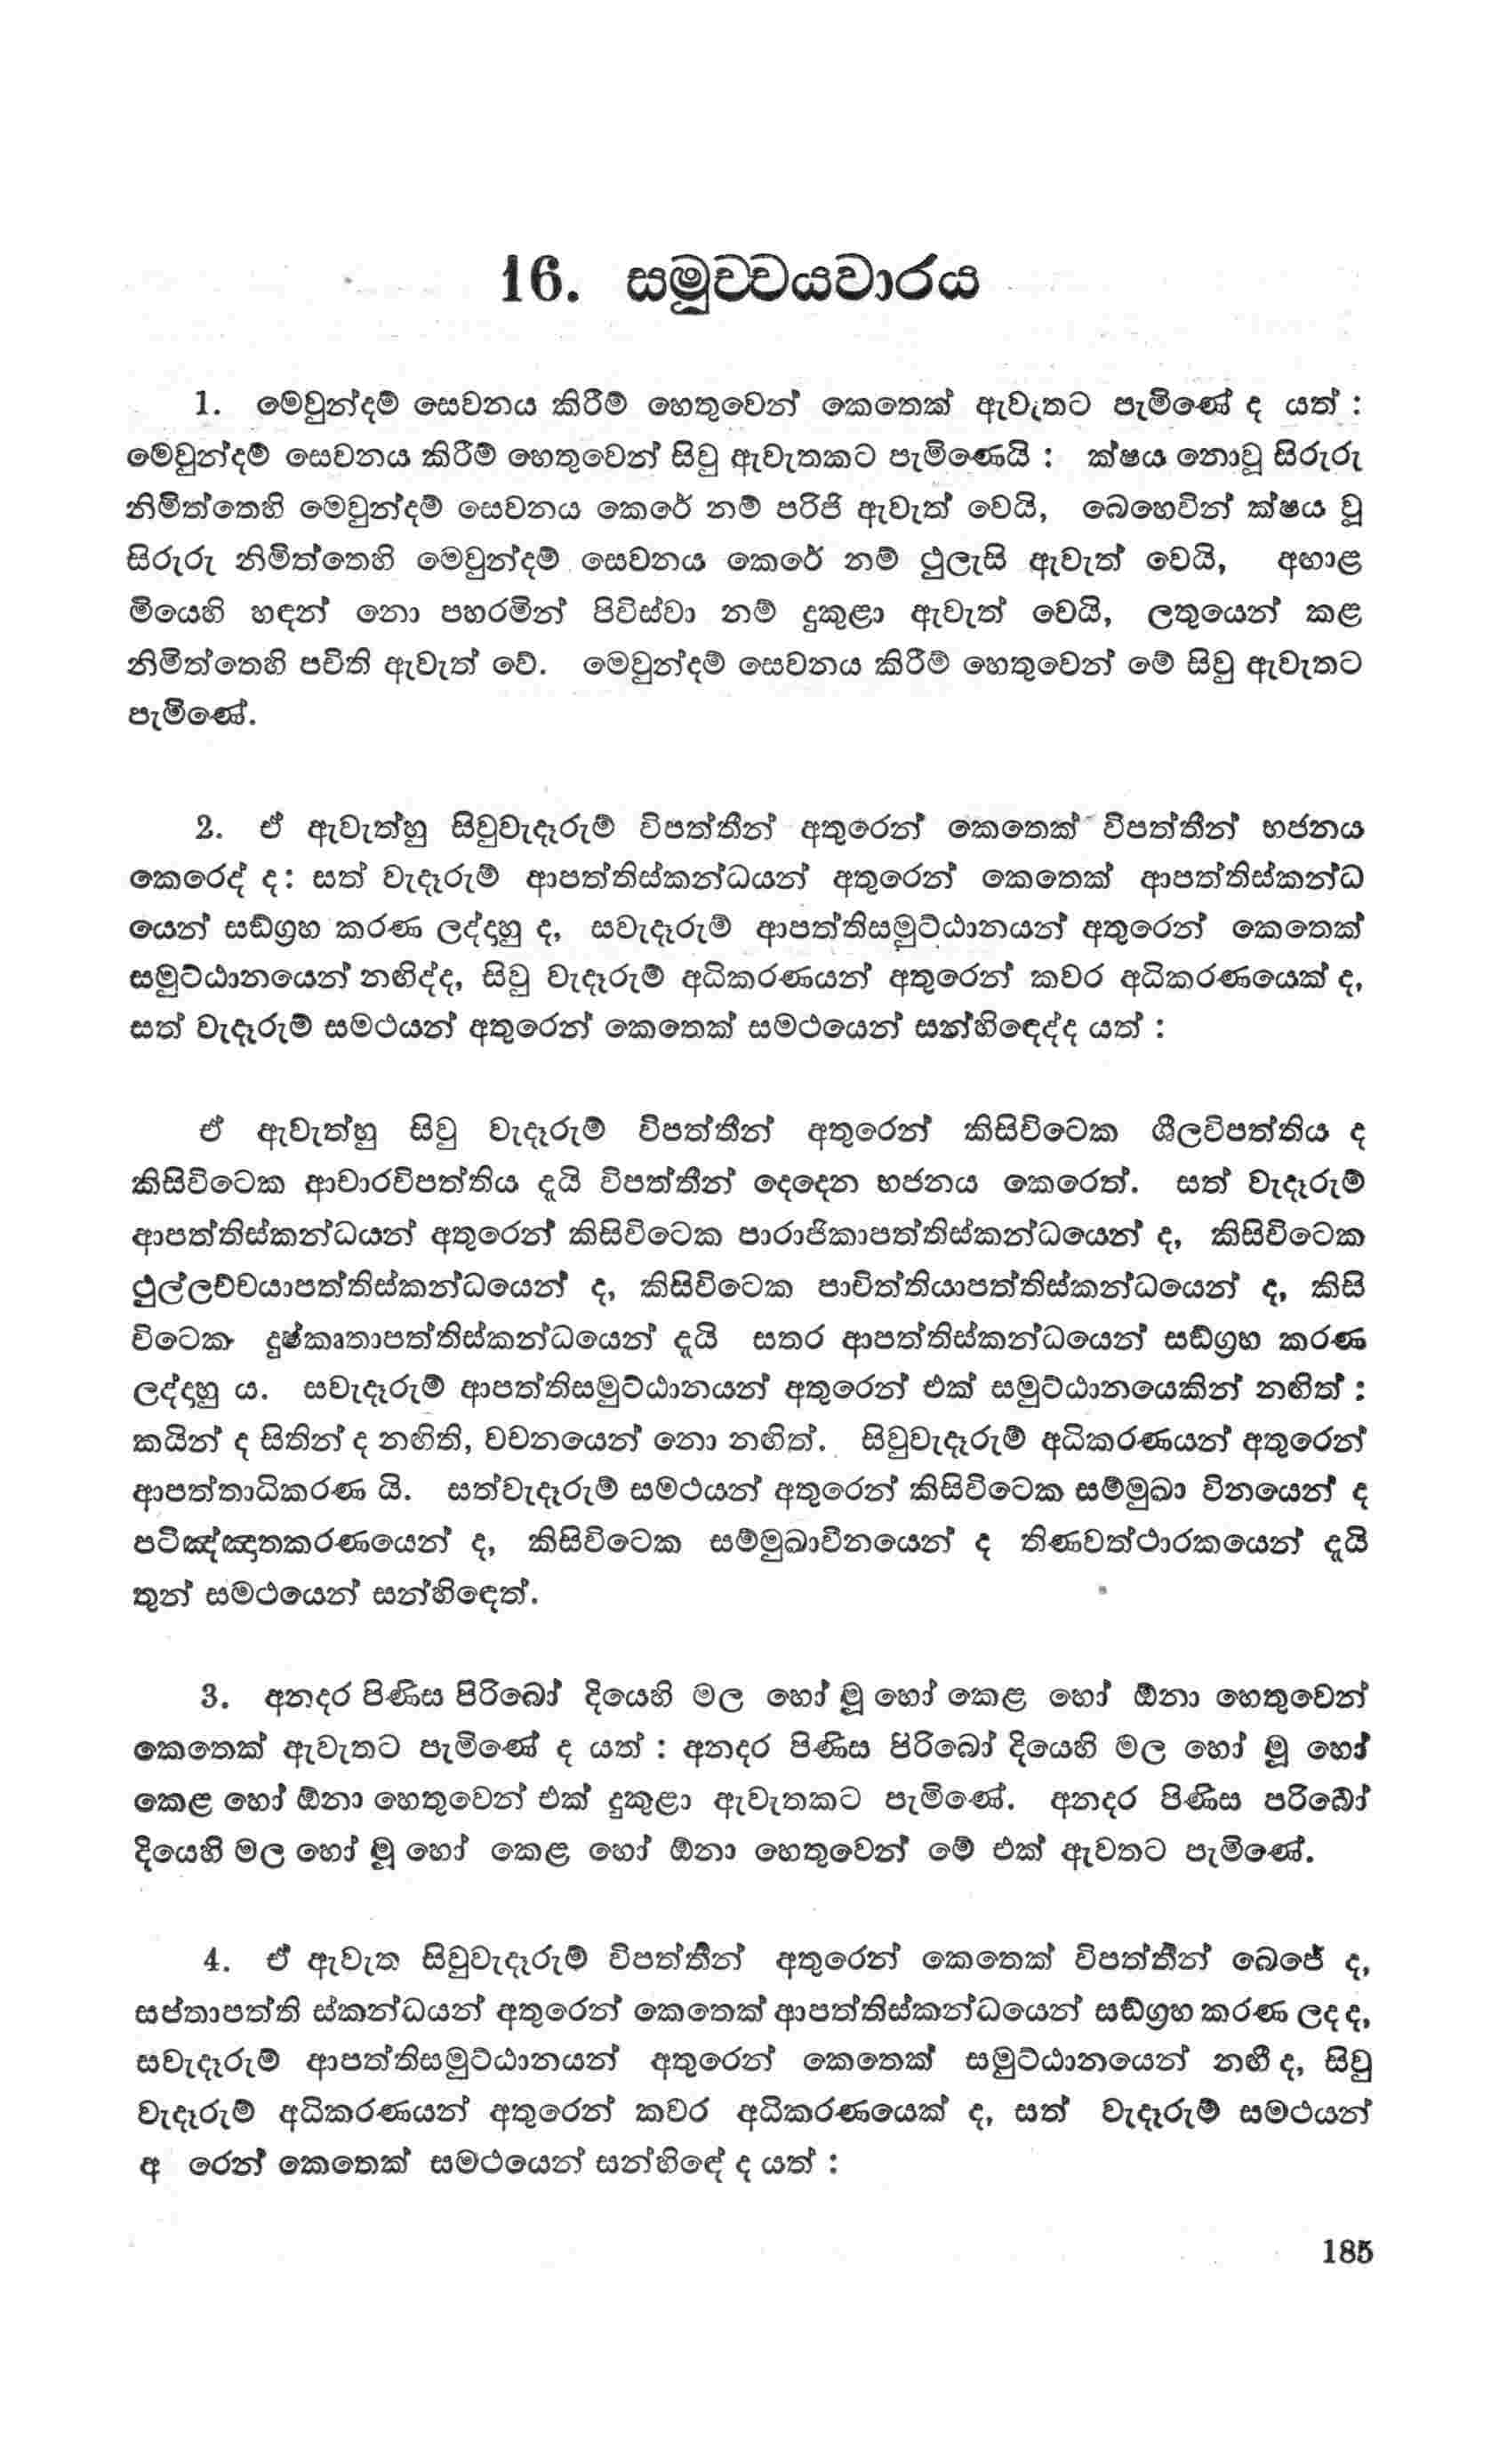 16. සමුච්චයවාරය
1. මෙවුන්දම් සෙවනය කිරීම් හෙතුවෙන් කෙතෙක් ඇවැතට පැමිණේ ද යත් :
මෙවුන්දම් සෙවනය කිරීම් හෙතුවෙන් සිවු ඇවැතකට පැමිණෙයි : ක්ෂය නොවූ සිරුරු
නිමිත්තෙහි මෙවුන්දම් සෙවනය කෙරේ නම් පරිජි ඇවැත් වෙයි, බෙහෙවින් ක්ෂය වූ
සිරුරු නිමිත්තෙහි මෙවුන්දම් සෙවනය කෙරේ නම් ථුලැසි ඇවැත් වෙයි, අඟාළ
මියෙහි හඳන් නො පහරමින් පිවිස්වා නම් දුකුළා ඇවැත් වෙයි, ලතුයෙන් කළ
නිමිත්තෙහි පචිති ඇවැත් වේ. මෙවුන්දම් සෙවනය කිරීම් හෙතුවෙන් මේ සිවු ඇවැතට
පැමිණේ.
2. ඒ ඇවැත්හු සිවුවැදෑරුම් විපත්තීන් අතුරෙන් කෙතෙක් විපත්තීන් භජනය
කෙරෙද් ද: සත් වැදෑරුම් ආපත්තිස්කන්ධයන් අතුරෙන් කෙතෙක් ආපත්තිස්කන්ධ
යෙන් සඞ්ග්‍රහ කරණ ලද්දහු ද, සවැදෑරුම් ආපත්තිසමුට්ඨානයන් අතුරෙන් කෙතෙක්
සමුට්ඨානයෙන් නඟිද්ද, සිවු වැදෑරුම් අධිකරණයන් අතුරෙන් කවර අධිකරණයෙක් ද,
සත් වැදෑරුම් සමථයන් අතුරෙන් කෙතෙක් සමථයෙන් සන්හිඳෙද්ද යත් :
ඒ ඇවැත්හු සිවු වැදෑරුම් විපත්තීන් අතුරෙන් කිසිවිටෙක ශීලවිපත්තිය ද
කිසිවිටෙක ආචාරවිපත්තිය දැයි විපත්තීන් දෙදෙන භජනය කෙරෙත්. සත් වැදෑරුම්
ආපත්තිස්කන්ධයන් අතුරෙන් කිසිවිටෙක පාරාජිකාපත්තිස්කන්ධයෙන් ද, කිසිවිටෙක
ථුල්ලච්චයාපත්තිස්කන්ධයෙන් ද, කිසිවිටෙක පාචිත්තියාපත්තිස්කන්ධයෙන් ද, කිසි
විටෙක දුෂ්කෘතාපත්තිස්කන්ධයෙන් දැයි සතර ආපත්තිස්කන්ධයෙන් සඞ්ග්‍රහ කරණ
ලද්දාහු ය. සවැදෑරුම් ආපත්තිසමුට්ඨානයන් අතුරෙන් එක් සමුට්ඨානයෙකින් නඟිත් :
කයින් ද සිතින් ද නඟිති, වචනයෙන් නො නඟිත්. සිවුවැදෑරුම් අධිකරණයන් අතුරෙන්
ආපත්තාධිකරණ යි. සත්වැදෑරුම් සමථයන් අතුරෙන් කිසිවිටෙක සම්මුඛා විනයෙන් ද
පටිඤ්ඤාතකරණයෙන් ද, කිසිවිටෙක සම්මුඛාවිනයෙන් ද තිණවත්ථාරකයෙන් දැයි
තුන් සමථයෙන් සන්හිඳෙත්.
3. අනදර පිණිස පිරිබෝ දියෙහි මල හෝ මූ හෝ කෙළ හෝ ඕනා හෙතුවෙන්
කෙතෙක් ඇවැතට පැමිණේ ද යත් : අනදර පිණිස පිරිබෝ දියෙහි මල හෝ මූ හෝ
කෙළ හෝ ඕනා හෙතුවෙන් එක් දුකුළා ඇවැතකට පැමිණේ. අනදර පිණිස පරිබෝ
දියෙහි මල හෝ මූ හෝ කෙළ හෝ ඕනා හෙතුවෙන් මේ එක් ඇවතට පැමිණේ.
4. ඒ ඇවැත සිවුවැදෑරුම් විපත්තීන් අතුරෙන් කෙතෙක් විපත්තීන් බෙජේ ද,
සප්තාපත්ති ස්කන්ධයන් අතුරෙන් කෙතෙක් ආපත්තිස්කන්ධයෙන් සඞ්ග්‍රහ කරණ ලද ද,
සවැදෑරුම් ආපත්තිසමුට්ඨානයන් අතුරෙන් කෙතෙක් සමුට්ඨානයෙන් නඟී ද, සිවු
වැදෑරුම් අධිකරණයන් අතුරෙන් කවර අධිකරණයෙක් ද, සත් වැදෑරුම් සමථයන්
අ රෙන් කෙතෙක් සමථයෙන් සන්හිඳේ ද යත් :
185